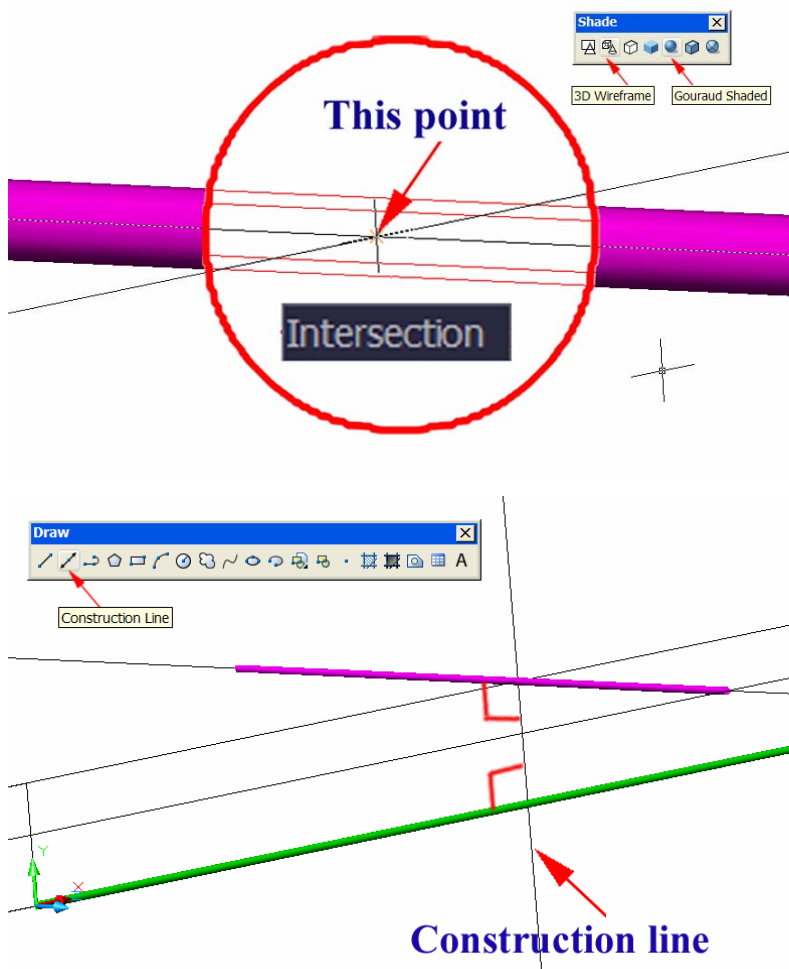 Shade
3D Wireframe
Gouraud Shaded
This point
Intersection
Draw
A
Construction Line
Y
X
Construction line